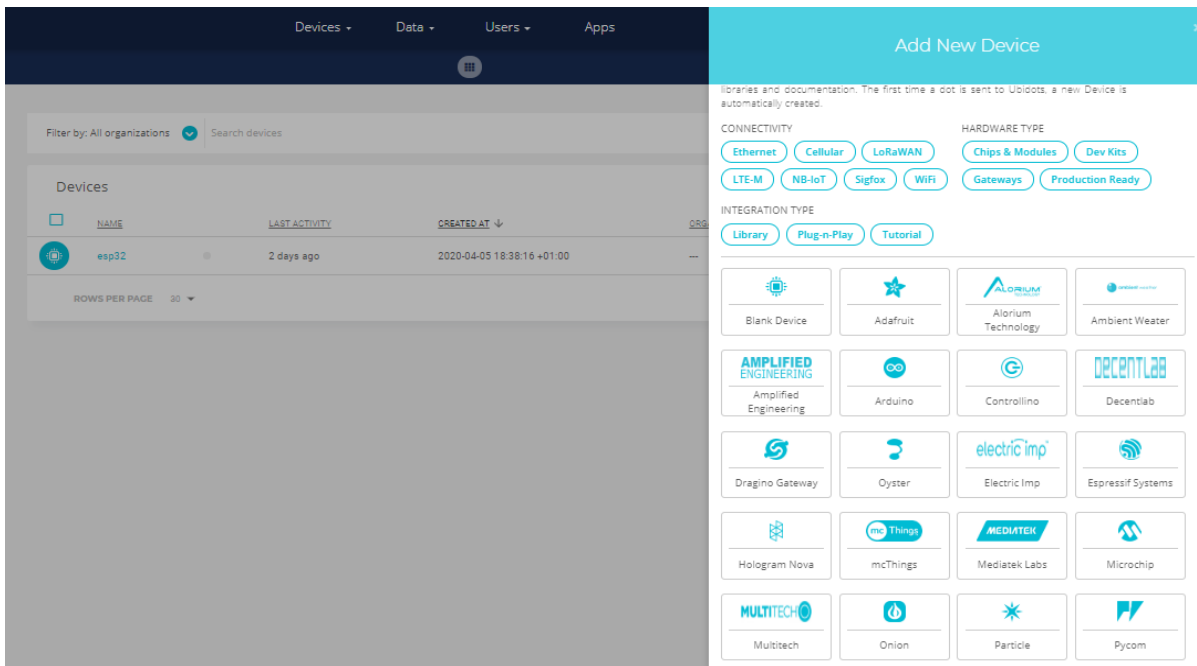 Devices Data Users Apps
Add New Device
libraries and documentation. The first time a dot is sent to Ubidots, a new Device is
automatically created.
Filter by: All organizations Search devices
CONNECTIVITY HARDWARE TYPE
Ethernet Cellular LoRaWAN Chips & Modules Dev Kits
LTE-M NB-IoT Sigfox WiFi Gateways Production Ready
INTEGRATION TYPE
Library Plug-n-Play Tutorial
Devices
NAME LAST ACTIVITY CREATED AT ORG
esp32 2 days ago 2020-04-05 18:38:16 +01:00 --
ROWS PER PAGE 30
ALORIUM
TECHNOLOGY
Blank Device Adafruit Alorium
Technology Ambient Weater
AMPLIFIED
ENGINEERING DECENTLAB
Amplified
Engineering Arduino Controllino Decentlab
electric imp
Dragino Gateway Oyster Electric Imp Espressif Systems
mc Things MEDIATEK
Hologram Nova mcThings Mediatek Labs Microchip
MULTITECH
Multitech Onion Particle Pycom